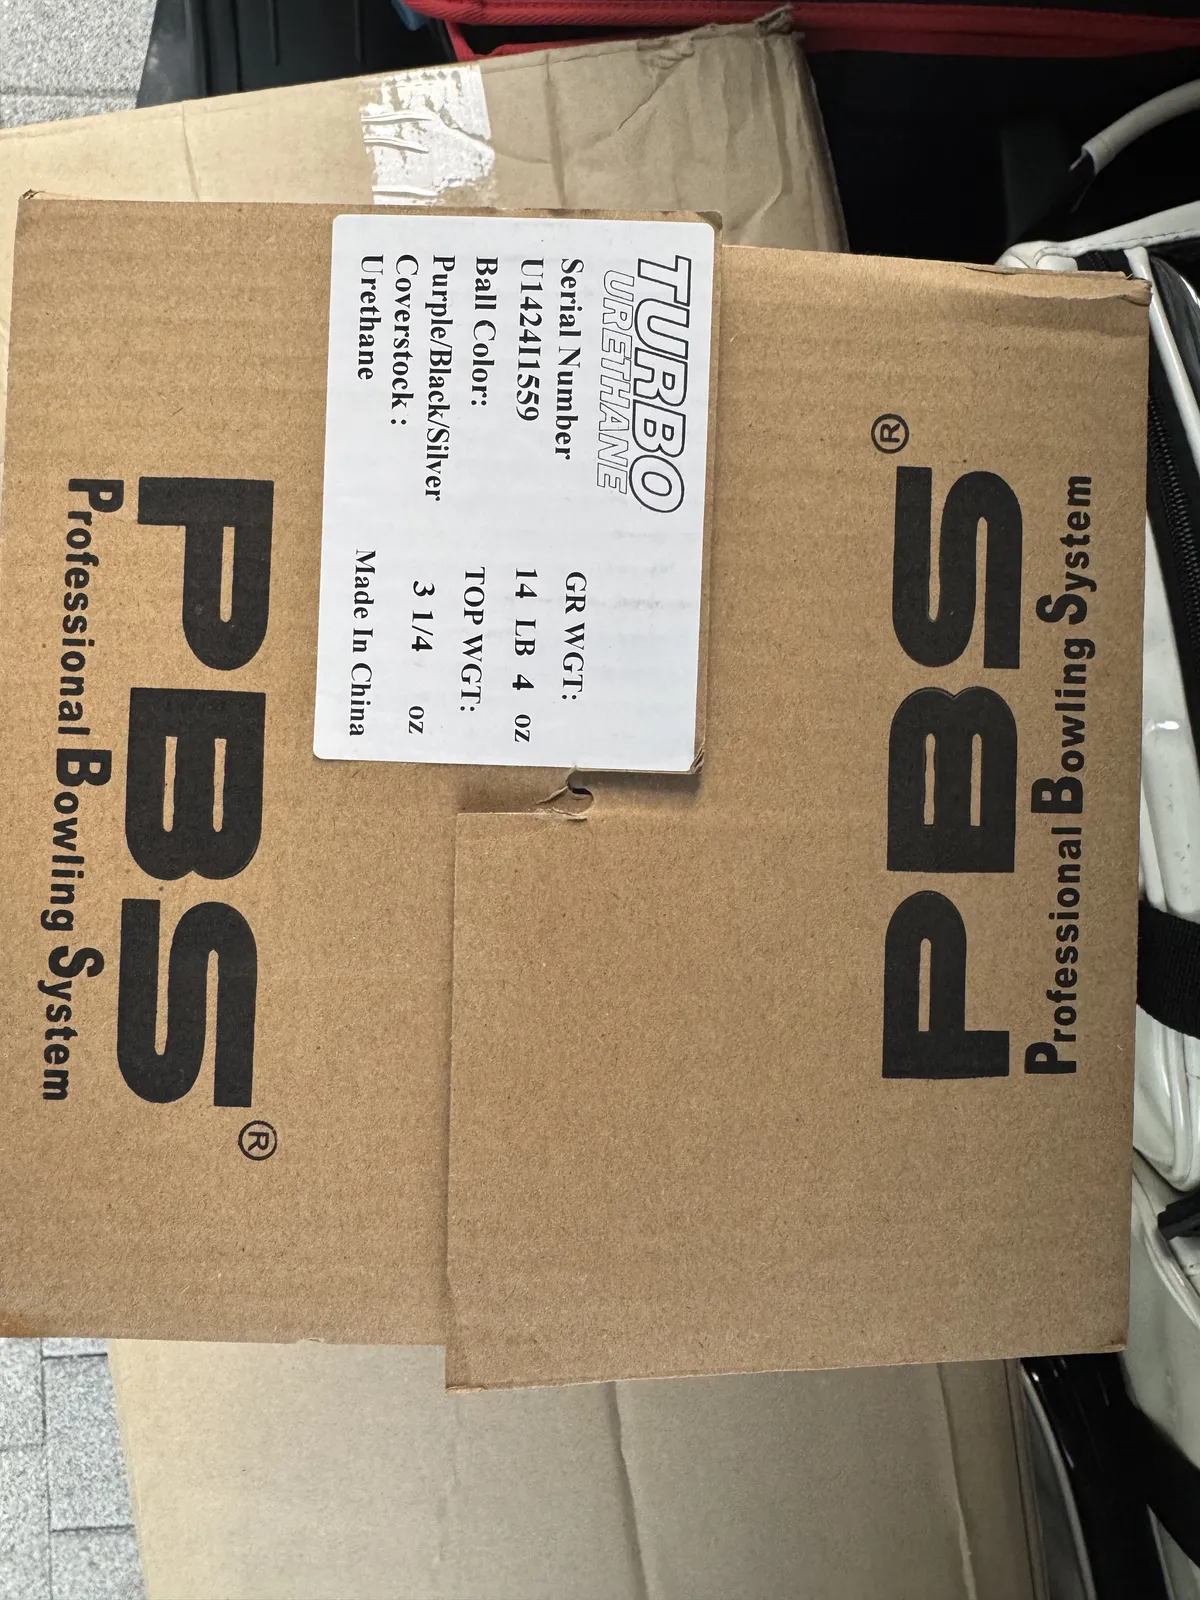 TURBO
URETHANE
Serial Number
U1424I1559
Ball Color:
Purple/Black/Silver
Coverstock :
Urethane
GR WGT:
14 LB 4 oz
TOP WGT:
3 1/4 oz
Made In China
PBS®
Professional Bowling System
PBS®
Professional Bowling System